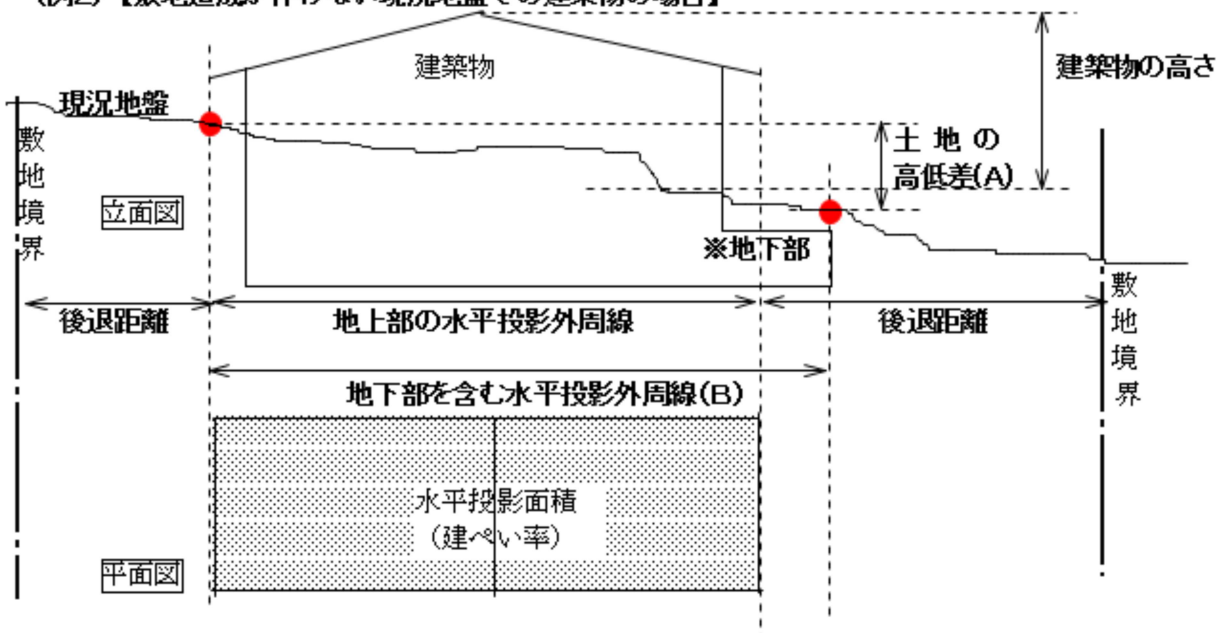 建築物
建築物の高さ
現況地盤
敷地境界
土地の
高低差(A)
立面図
※地下部
後退距離
地上部の水平投影外周線
後退距離
敷地境界
地下部を含む水平投影外周線(B)
水平投影面積
(建ぺい率)
平面図